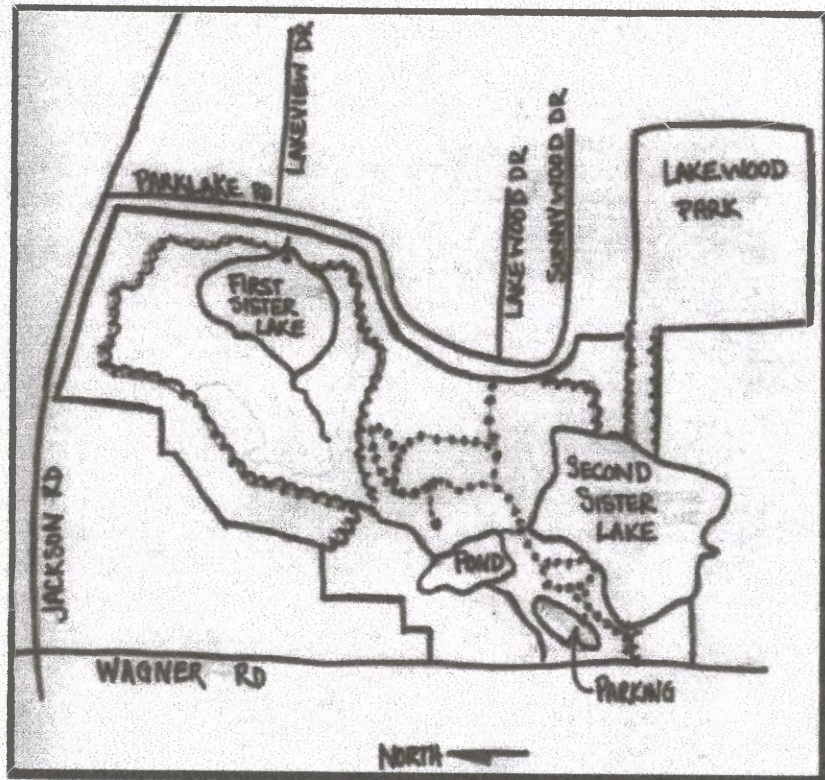 LAKEVIEW DR
PARKLAKE RD
LAKEWOOD DR
SUNNYWOOD DR
LAKEWOOD
PARK
FIRST
SISTER
LAKE
SECOND
SISTER
LAKE
POND
JACKSON RD
WAGNER RD
PARKING
NORTH